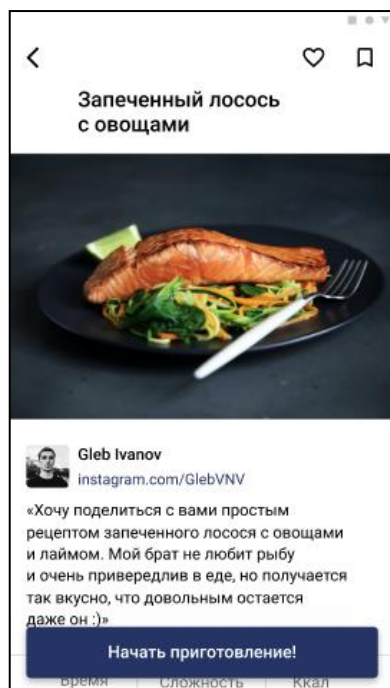 Запеченный лосось
с овощами
Gleb Ivanov
instagram.com/GlebVNV
«Хочу поделиться с вами простым
рецептом запеченного лосося с овощами
и лаймом. Мой брат не любит рыбу
и очень привередлив в еде, но получается
так вкусно, что довольным остается
даже он :)»
Начать приготовление!
Время Сложность Ккал